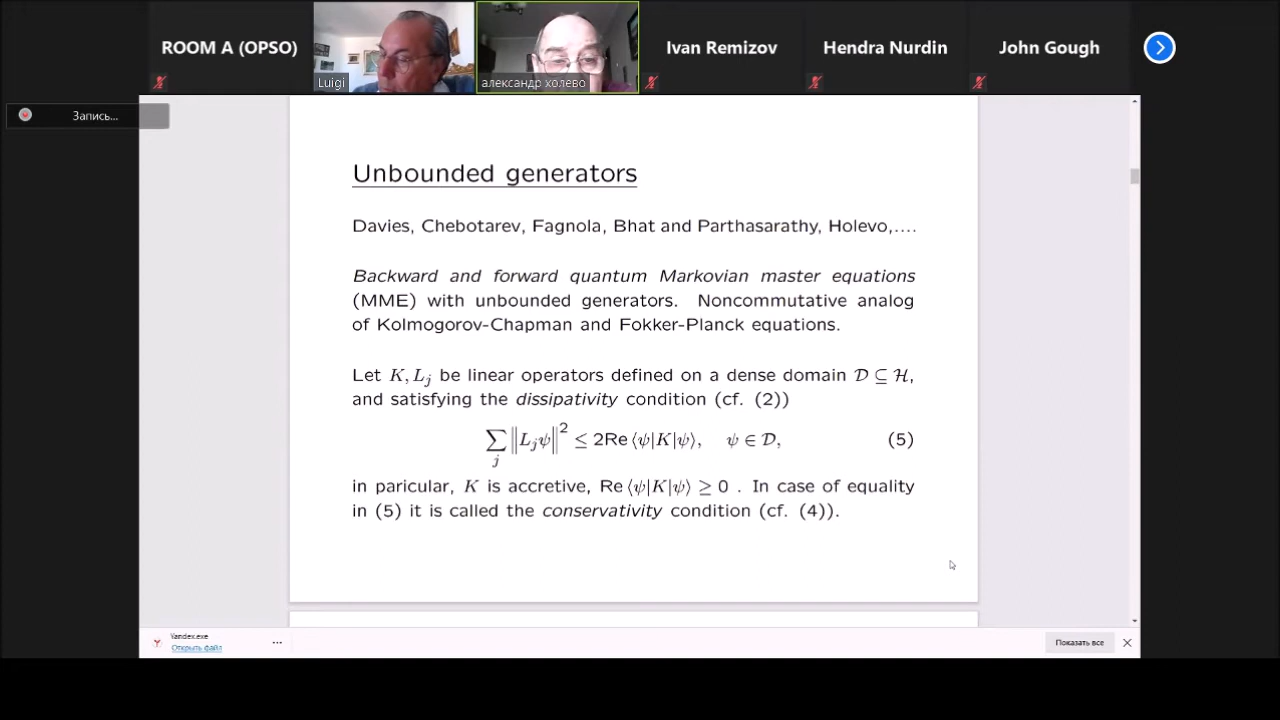 ROOM A (OPSO)
Luigi
александр холево
Ivan Remizov
Hendra Nurdin
John Gough
Запись...
Unbounded generators
Davies, Chebotarev, Fagnola, Bhat and Parthasarathy, Holevo,....
Backward and forward quantum Markovian master equations
(MME) with unbounded generators. Noncommutative analog
of Kolmogorov-Chapman and Fokker-Planck equations.
Let K, L_j be linear operators defined on a dense domain 𝒟 ⊆ ℋ,
and satisfying the dissipativity condition (cf. (2))
∑_j ‖L_jψ‖² ≤ 2Re ⟨ψ|K|ψ⟩, ψ ∈ 𝒟, (5)
in paricular, K is accretive, Re ⟨ψ|K|ψ⟩ ≥ 0 . In case of equality
in (5) it is called the conservativity condition (cf. (4)).
Yandex.exe
Открыть файл
...
Показать все